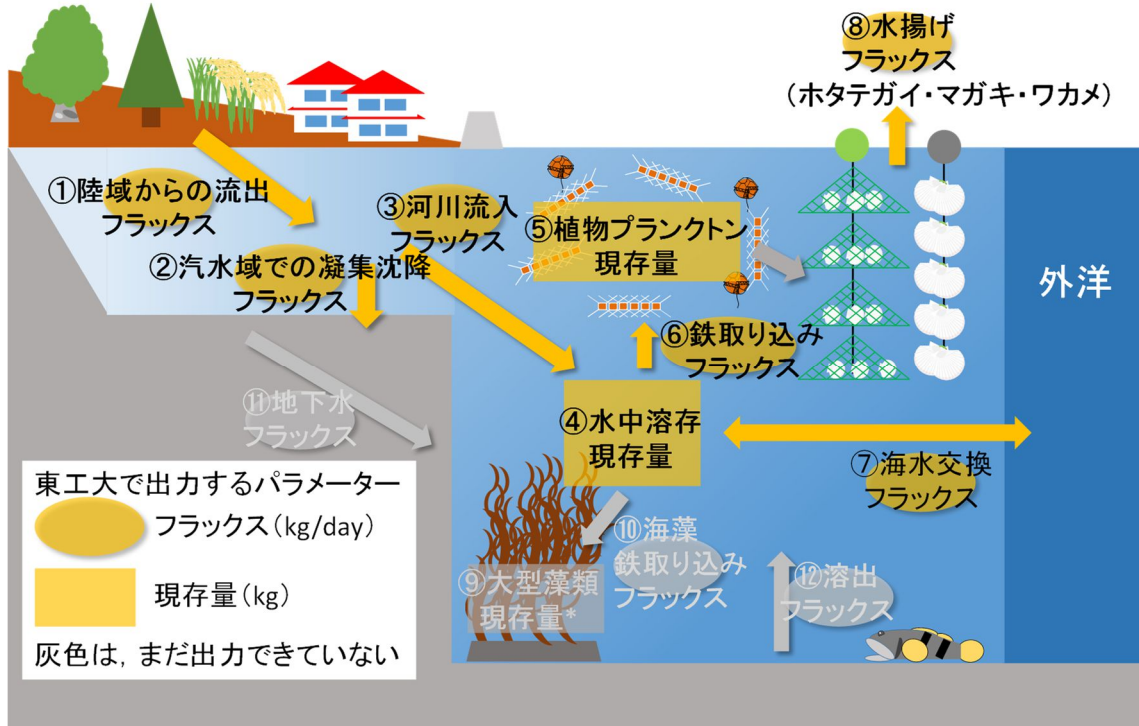 ⑧水揚げ
フラックス
(ホタテガイ・マガキ・ワカメ)
①陸域からの流出
フラックス
③河川流入
フラックス
⑤植物プランクトン
現存量
②汽水域での凝集沈降
フラックス
外洋
⑥鉄取り込み
フラックス
⑪地下水
フラックス
④水中溶存
現存量
⑦海水交換
フラックス
東工大で出力するパラメーター
フラックス(kg/day)
現存量(kg)
灰色は,まだ出力できていない
⑩海藻
鉄取り込み
フラックス
⑨大型藻類
現存量*
⑫溶出
フラックス